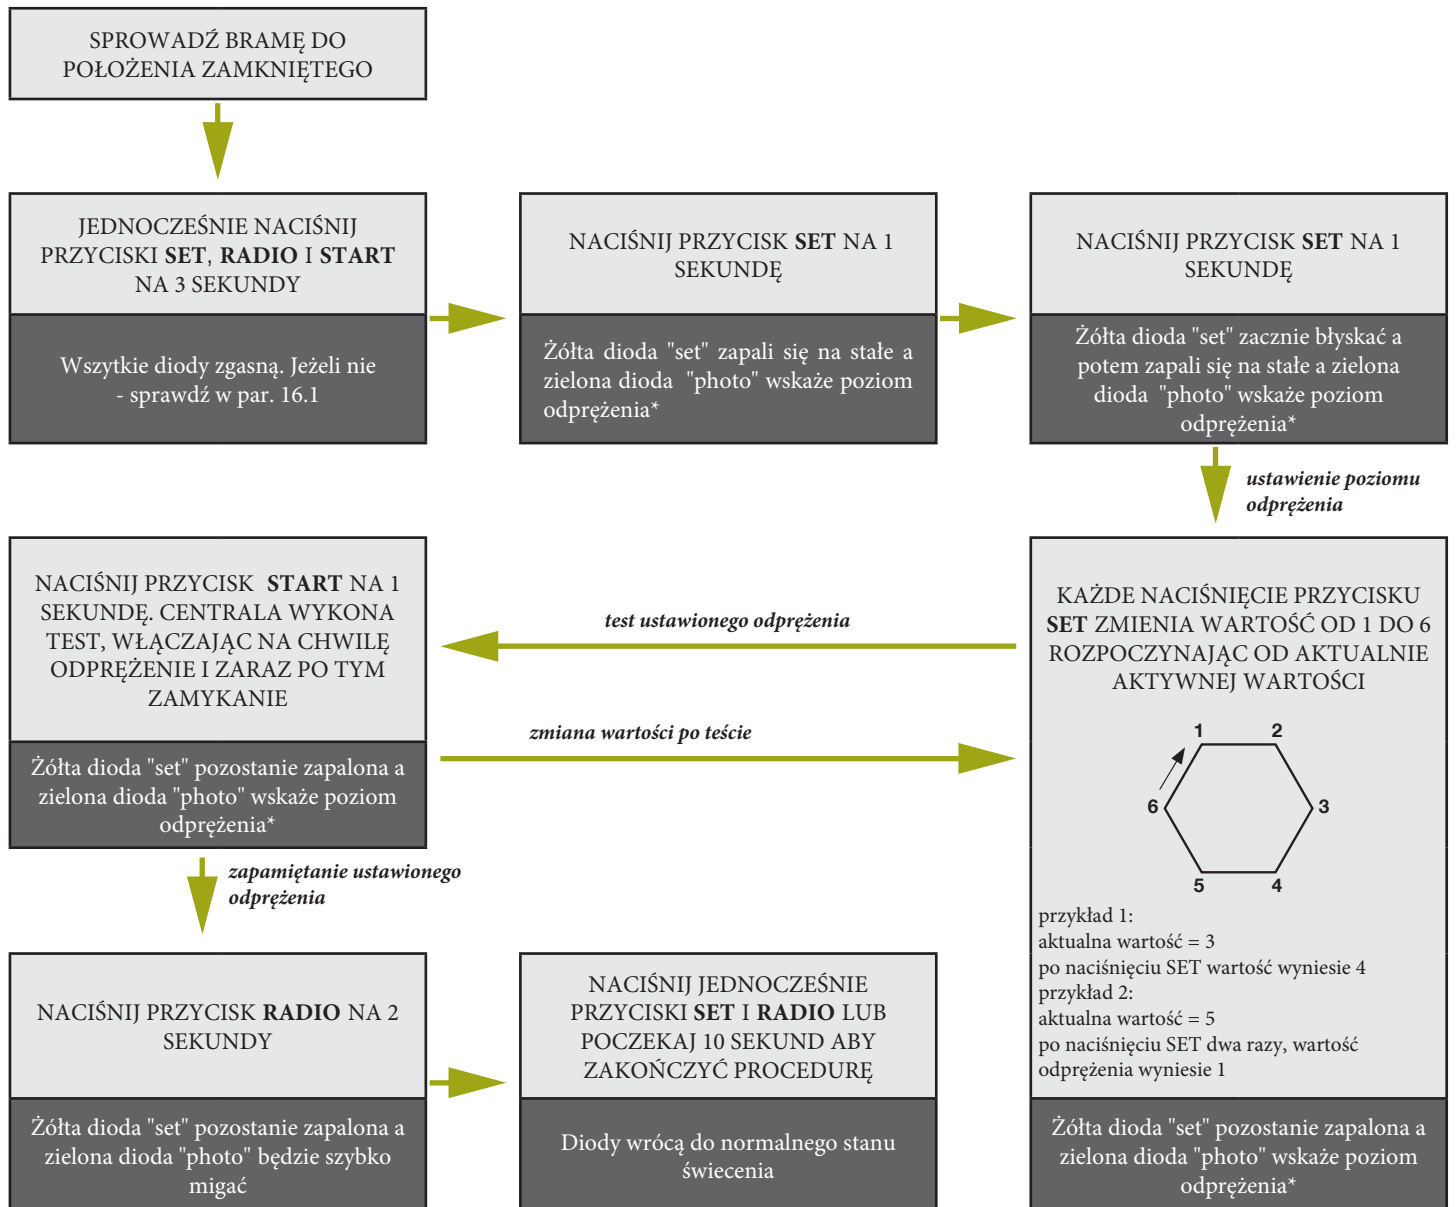 SPROWADŹ BRAMĘ DO
POŁOŻENIA ZAMKNIĘTEGO
JEDNOCZEŚNIE NACIŚNIJ
PRZYCISKI SET, RADIO I START
NA 3 SEKUNDY
Wszytkie diody zgasną. Jeżeli nie
- sprawdź w par. 16.1
NACIŚNIJ PRZYCISK SET NA 1
SEKUNDĘ
Żółta dioda "set" zapali się na stałe a
zielona dioda "photo" wskaże poziom
odprężenia*
NACIŚNIJ PRZYCISK SET NA 1
SEKUNDĘ
Żółta dioda "set" zacznie błyskać a
potem zapali się na stałe a zielona
dioda "photo" wskaże poziom
odprężenia*
ustawienie poziomu
odprężenia
KAŻDE NACIŚNIĘCIE PRZYCISKU
SET ZMIENIA WARTOŚĆ OD 1 DO 6
ROZPOCZYNAJĄC OD AKTUALNIE
AKTYWNEJ WARTOŚCI
1 2
6 3
5 4
przykład 1:
aktualna wartość = 3
po naciśnięciu SET wartość wyniesie 4
przykład 2:
aktualna wartość = 5
po naciśnięciu SET dwa razy, wartość
odprężenia wyniesie 1
Żółta dioda "set" pozostanie zapalona a
zielona dioda "photo" wskaże poziom
odprężenia*
test ustawionego odprężenia
zmiana wartości po teście
NACIŚNIJ PRZYCISK START NA 1
SEKUNDĘ. CENTRALA WYKONA
TEST, WŁĄCZAJĄC NA CHWILĘ
ODPRĘŻENIE I ZARAZ PO TYM
ZAMYKANIE
Żółta dioda "set" pozostanie zapalona a
zielona dioda "photo" wskaże poziom
odprężenia*
zapamiętanie ustawionego
odprężenia
NACIŚNIJ PRZYCISK RADIO NA 2
SEKUNDY
Żółta dioda "set" pozostanie zapalona a
zielona dioda "photo" będzie szybko
migać
NACIŚNIJ JEDNOCZEŚNIE
PRZYCISKI SET I RADIO LUB
POCZEKAJ 10 SEKUND ABY
ZAKOŃCZYĆ PROCEDURĘ
Diody wrócą do normalnego stanu
świecenia